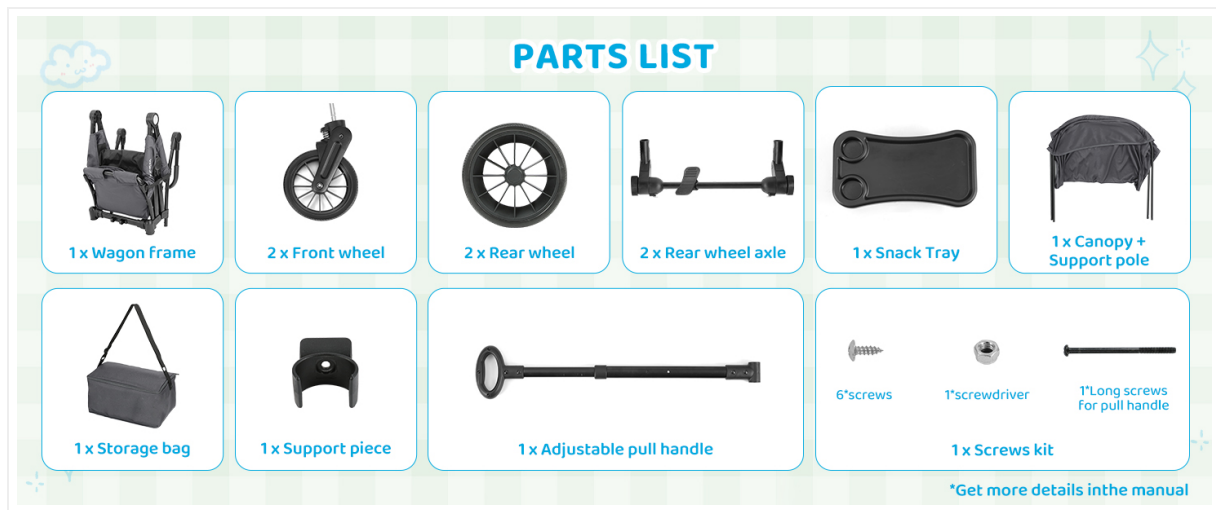 PARTS LIST
1 x Wagon frame
2 x Front wheel
2 x Rear wheel
2 x Rear wheel axle
1 x Snack Tray
1 x Canopy +
Support pole
1 x Storage bag
1 x Support piece
1 x Adjustable pull handle
6*screws
1*screwdriver
1*Long screws
for pull handle
1 x Screws kit
*Get more details inthe manual